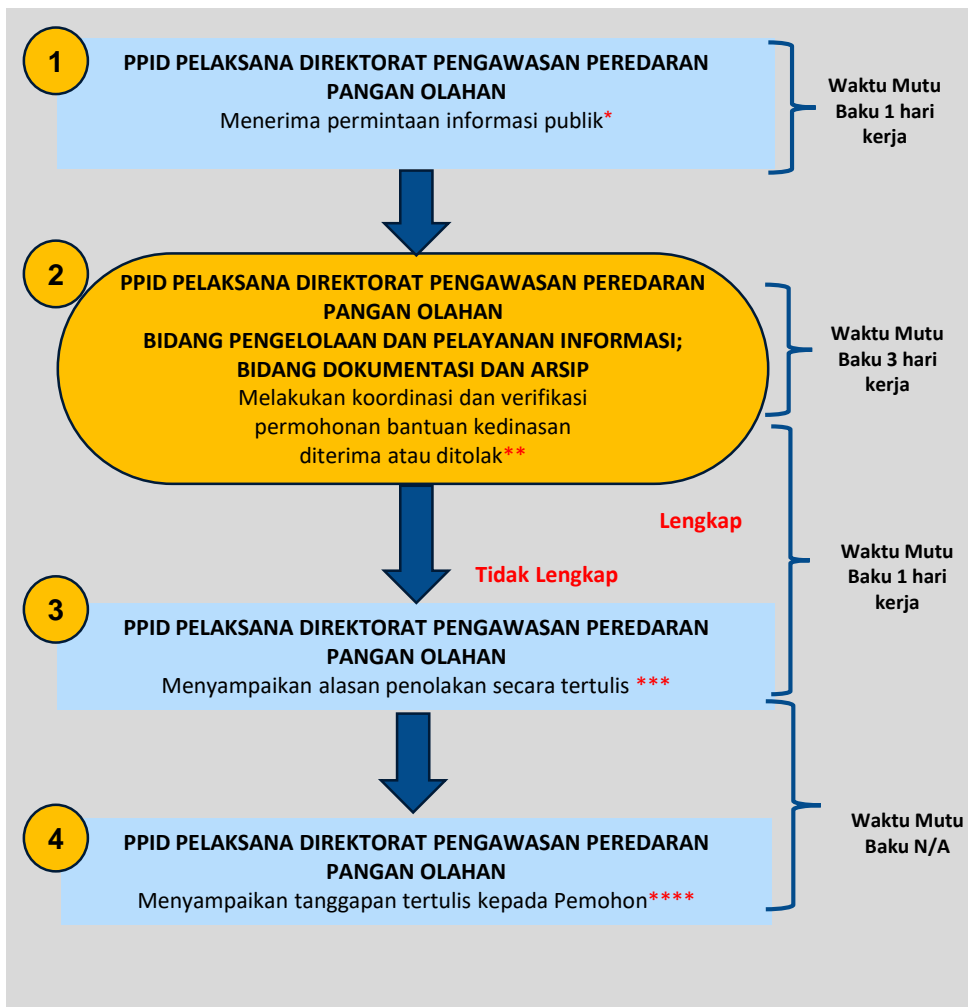 1
PPID PELAKSANA DIREKTORAT PENGAWASAN PEREDARAN
PANGAN OLAHAN
Menerima permintaan informasi publik*
Waktu Mutu
Baku 1 hari
kerja
2
PPID PELAKSANA DIREKTORAT PENGAWASAN PEREDARAN
PANGAN OLAHAN
BIDANG PENGELOLAAN DAN PELAYANAN INFORMASI;
BIDANG DOKUMENTASI DAN ARSIP
Melakukan koordinasi dan verifikasi
permohonan bantuan kedinasan
diterima atau ditolak**
Waktu Mutu
Baku 3 hari
kerja
Lengkap
Tidak Lengkap
Waktu Mutu
Baku 1 hari
kerja
3
PPID PELAKSANA DIREKTORAT PENGAWASAN PEREDARAN
PANGAN OLAHAN
Menyampaikan alasan penolakan secara tertulis ***
Waktu Mutu
Baku N/A
4
PPID PELAKSANA DIREKTORAT PENGAWASAN PEREDARAN
PANGAN OLAHAN
Menyampaikan tanggapan tertulis kepada Pemohon****